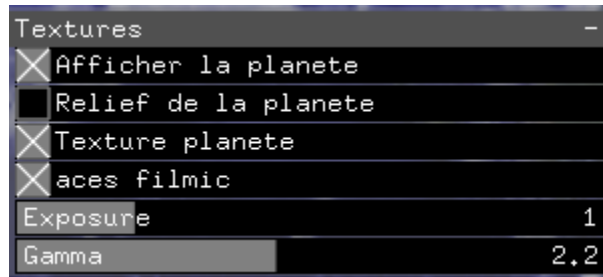 Textures -
Afficher la planete
Relief de la planete
Texture planete
aces filmic
Exposure 1
Gamma 2.2